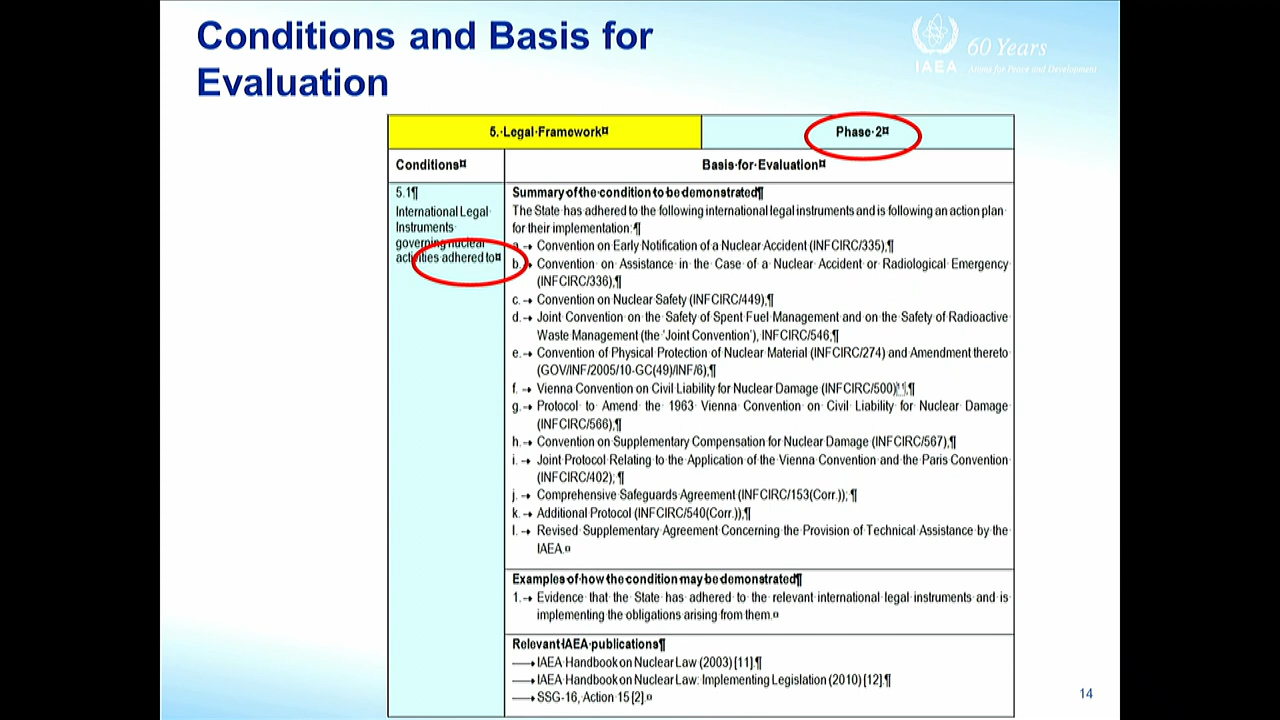 Conditions and Basis for
Evaluation
IAEA
60 Years
Atoms for Peace and Development
5.·Legal·Framework¤
Phase·2¤
Conditions¤
Basis·for·Evaluation¤
5.1¶
International Legal·
Instruments·
governing nuclear
activities adhered to¤
Summary·of·the·condition·to·be·demonstrated¶
The State has adhered to the following international legal instruments and is following an action plan·
for their implementation:¶
a.→ Convention on Early Notification of a Nuclear Accident (INFCIRC/335),¶
b.→ Convention on Assistance in the Case of a Nuclear Accident or Radiological Emergency
(INFCIRC/336),¶
c.→ Convention on Nuclear Safety (INFCIRC/449),¶
d.→ Joint Convention on the Safety of Spent Fuel Management and on the Safety of Radioactive·
Waste Management (the 'Joint Convention'), INFCIRC/546,¶
e.→ Convention of Physical Protection of Nuclear Material (INFCIRC/274) and Amendment thereto
(GOV/INF/2005/10-GC(49)/INF/6),¶
f.→ Vienna Convention on Civil Liability for Nuclear Damage (INFCIRC/500),¶
g.→ Protocol to Amend the 1963 Vienna Convention on Civil Liability for Nuclear Damage
(INFCIRC/566),¶
h.→ Convention on Supplementary Compensation for Nuclear Damage (INFCIRC/567),¶
i.→ Joint Protocol Relating to the Application of the Vienna Convention and the Paris Convention·
(INFCIRC/402);¶
j.→ Comprehensive Safeguards Agreement (INFCIRC/153(Corr.));¶
k.→ Additional Protocol (INFCIRC/540(Corr.)),¶
l.→ Revised Supplementary Agreement Concerning the Provision of Technical Assistance by the
IAEA.¤
Examples·of·how·the·condition·may·be·demonstrated¶
1.→ Evidence that the State has adhered to the relevant international legal instruments and is·
implementing the obligations arising from them.¤
Relevant·IAEA·publications¶
→IAEA Handbook on Nuclear Law (2003) [11].¶
→IAEA Handbook on Nuclear Law: Implementing Legislation (2010) [12].¶
→SSG-16, Action 15 [2].¤
14